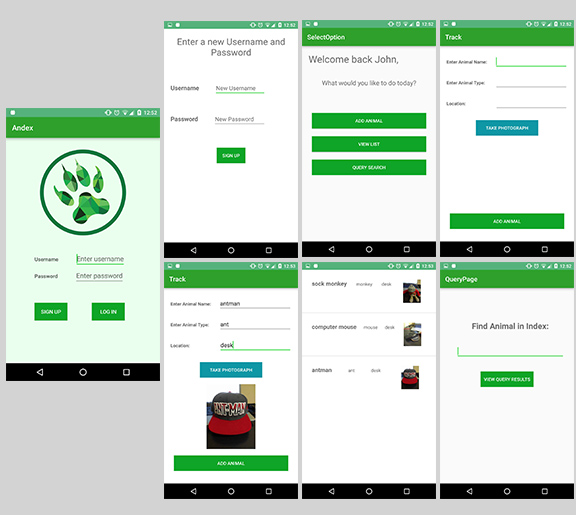 12:52
Andex
Username
Enter username
Password
Enter password
SIGN UP
LOG IN
12:52
Enter a new Username and
Password
Username
New Username
Password
New Password
SIGN UP
12:52
SelectOption
Welcome back John,
What would you like to do today?
ADD ANIMAL
VIEW LIST
QUERY SEARCH
12:52
Track
Enter Animal Name:
Enter Animal Type:
Location:
TAKE PHOTOGRAPH
ADD ANIMAL
12:53
Track
Enter Animal Name: antman
Enter Animal Type: ant
Location: desk
TAKE PHOTOGRAPH
ANT-MAN
ADD ANIMAL
12:53
sock monkey monkey desk
computer mouse mouse desk
antman ant desk
12:52
QueryPage
Find Animal in Index:
VIEW QUERY RESULTS